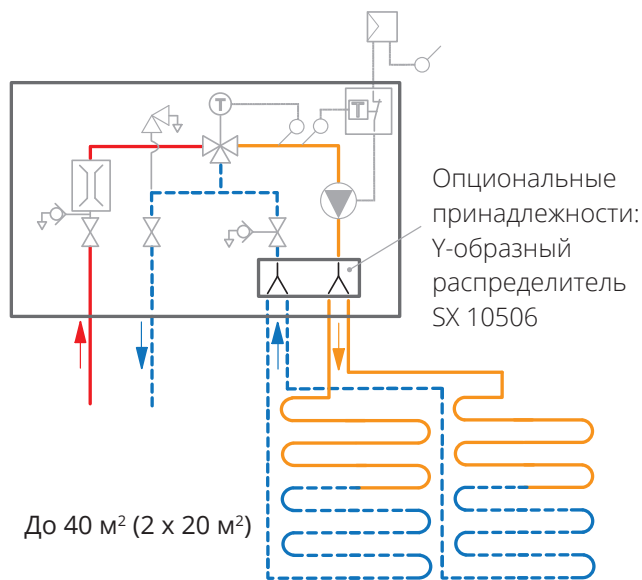 T
T
Опциональные
принадлежности:
Y-образный
распределитель
SX 10506
До 40 м² (2 x 20 м²)